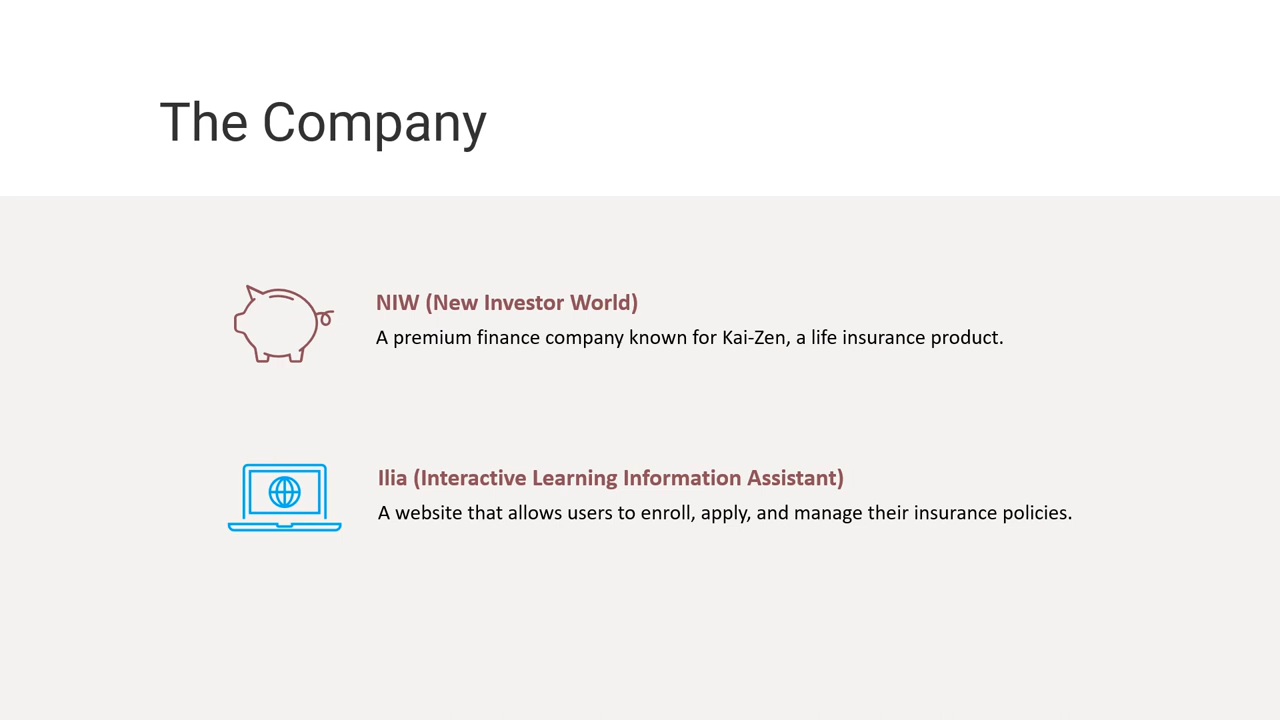 The Company
NIW (New Investor World)
A premium finance company known for Kai-Zen, a life insurance product.
Ilia (Interactive Learning Information Assistant)
A website that allows users to enroll, apply, and manage their insurance policies.